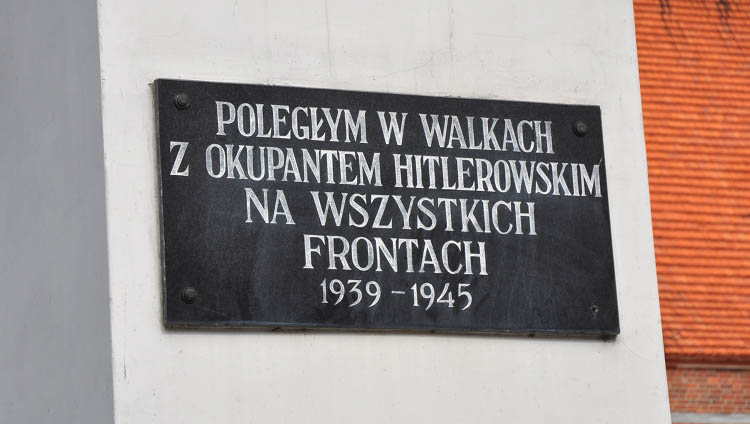 POLEGŁYM W WALKACH
Z OKUPANTEM HITLEROWSKIM
NA WSZYSTKICH
FRONTACH
1939 - 1945